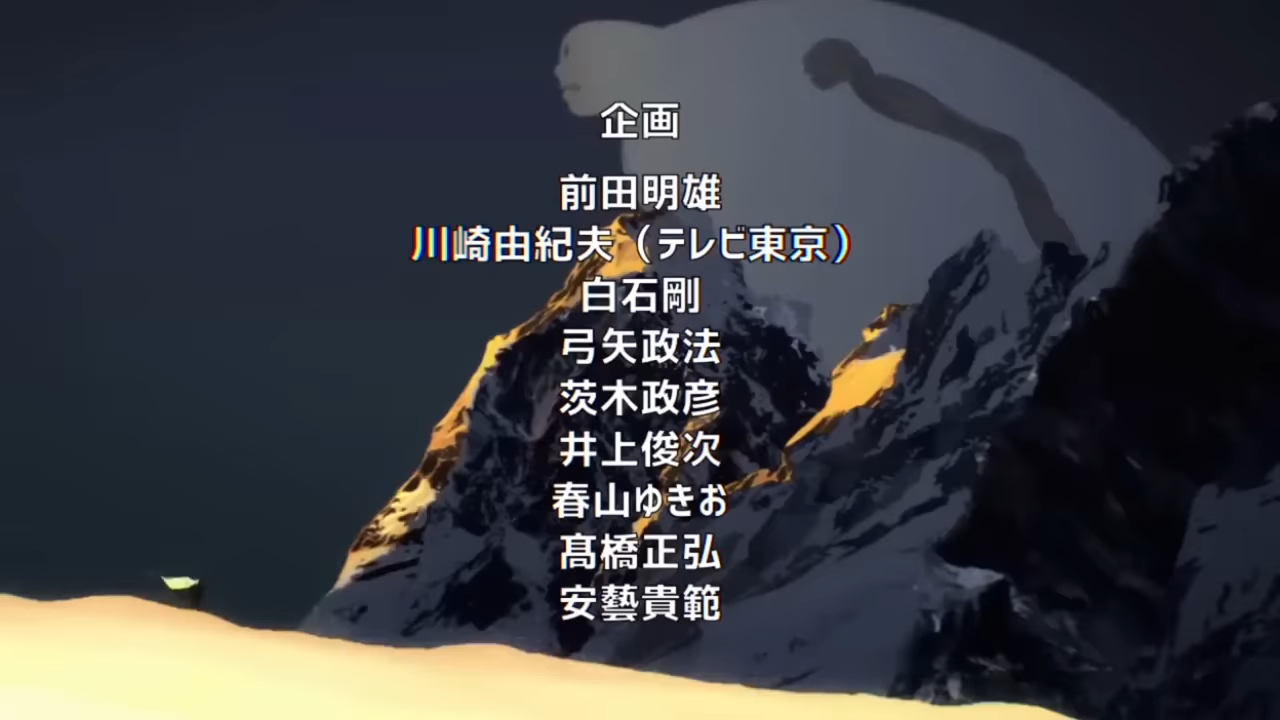 企画
前田明雄
川崎由紀夫（テレビ東京）
白石剛
弓矢政法
茨木政彦
井上俊次
春山ゆきお
髙橋正弘
安藝貴範